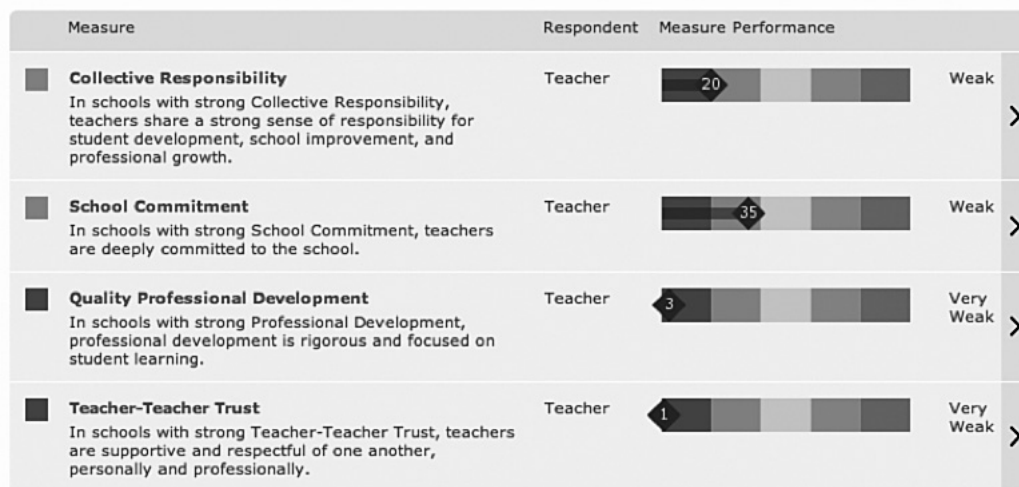 Measure Respondent Measure Performance
Collective Responsibility Teacher 20 Weak
In schools with strong Collective Responsibility,
teachers share a strong sense of responsibility for
student development, school improvement, and
professional growth.
School Commitment Teacher 35 Weak
In schools with strong School Commitment, teachers
are deeply committed to the school.
Quality Professional Development Teacher 3 Very
Weak
In schools with strong Professional Development,
professional development is rigorous and focused on
student learning.
Teacher-Teacher Trust Teacher 1 Very
Weak
In schools with strong Teacher-Teacher Trust, teachers
are supportive and respectful of one another,
personally and professionally.